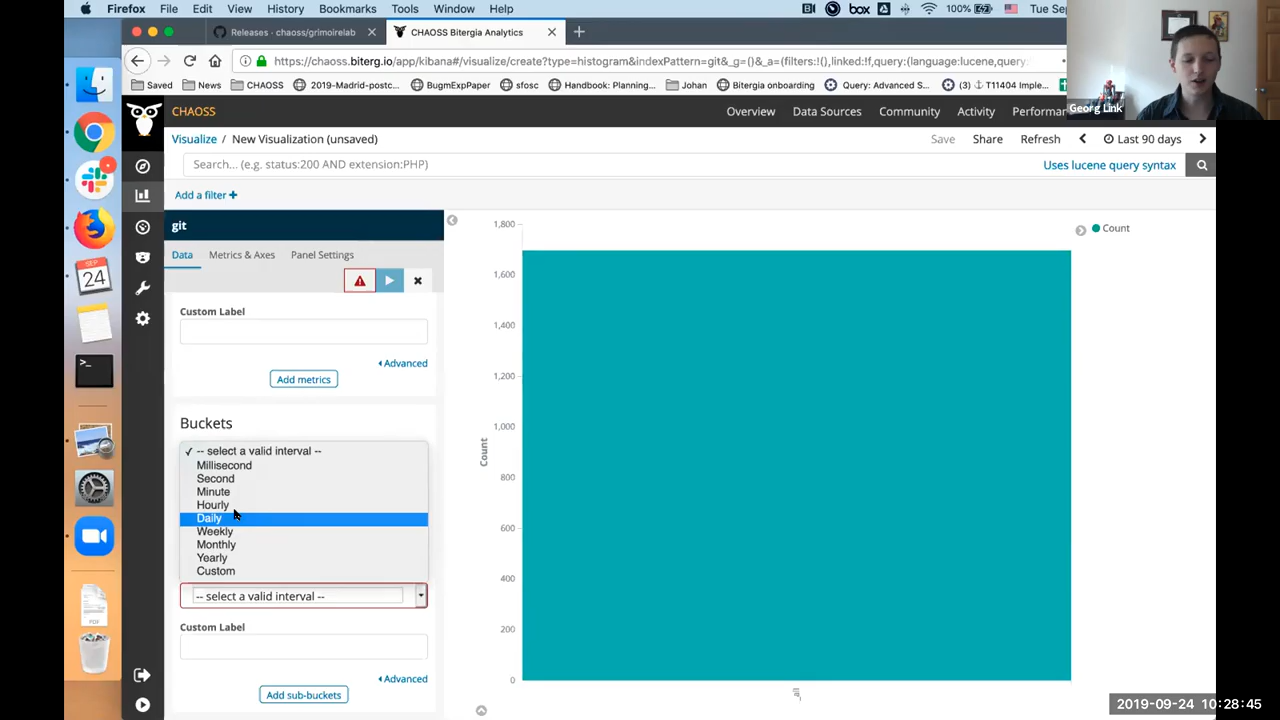 Firefox File Edit View History Bookmarks Tools Window Help
100%
Tue Sep
Releases · chaoss/grimoirelab
CHAOSS Bitergia Analytics
https://chaoss.biterg.io/app/kibana#/visualize/create?type=histogram&indexPattern=git&_g=()&_a=(filters:!(),linked:!f,query:(language:lucene,query:
Saved News CHAOSS 2019-Madrid-postc... BugmExpPaper sfosc Handbook: Planning... Johan Bitergia onboarding Query: Advanced S... T11404 Imple...
Georg Link
CHAOSS
Overview Data Sources Community Activity Performan
Visualize / New Visualization (unsaved)
Save Share Refresh Last 90 days
Search... (e.g. status:200 AND extension:PHP)
Uses lucene query syntax
Add a filter +
git
Data Metrics & Axes Panel Settings
Custom Label
Advanced
Add metrics
Buckets
✓ -- select a valid interval --
Millisecond
Second
Minute
Hourly
Daily
Weekly
Monthly
Yearly
Custom
-- select a valid interval --
Custom Label
Advanced
Add sub-buckets
1,800
1,600
1,400
1,200
1,000
800
600
400
200
0
Count
_all
Count
SEP
24
PDF
2019-09-24 10:28:45